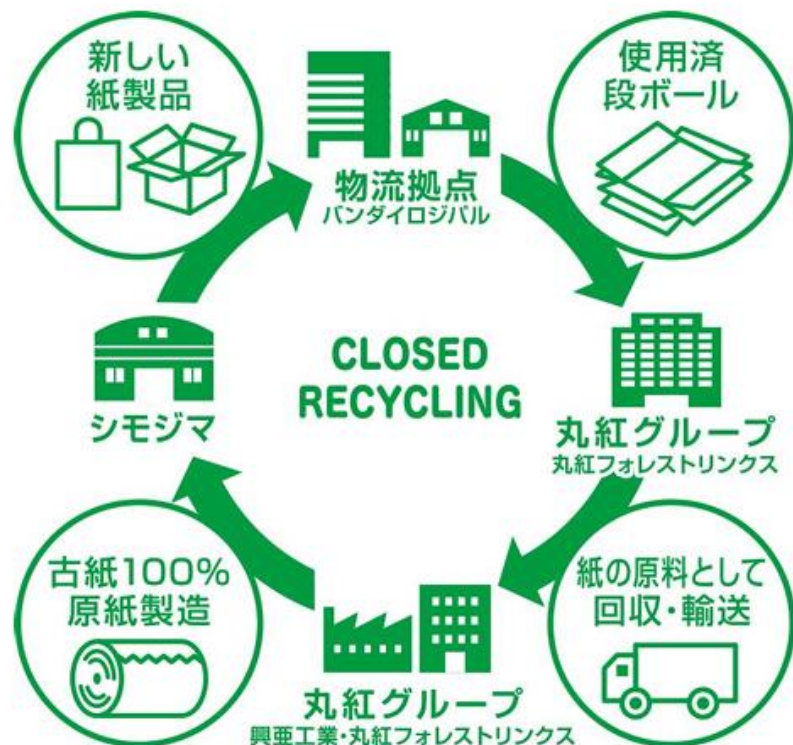 新しい
紙製品
使用済
段ボール
物流拠点
バンダイロジパル
CLOSED
RECYCLING
シモジマ
丸紅グループ
丸紅フォレストリンクス
古紙100%
原紙製造
紙の原料として
回収・輸送
丸紅グループ
興亜工業・丸紅フォレストリンクス